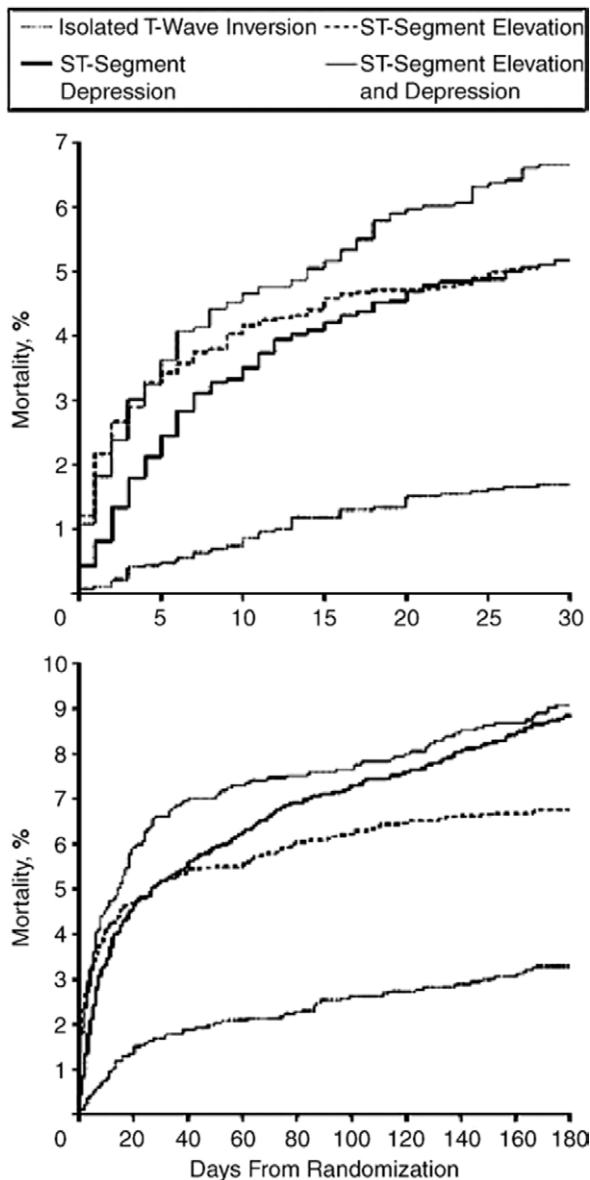 Isolated T-Wave Inversion
ST-Segment Elevation
ST-Segment
Depression
ST-Segment Elevation
and Depression
7
6
5
4
3
2
1
Mortality, %
0 5 10 15 20 25 30
10
9
8
7
6
5
4
3
2
1
Mortality, %
0 20 40 60 80 100 120 140 160 180
Days From Randomization